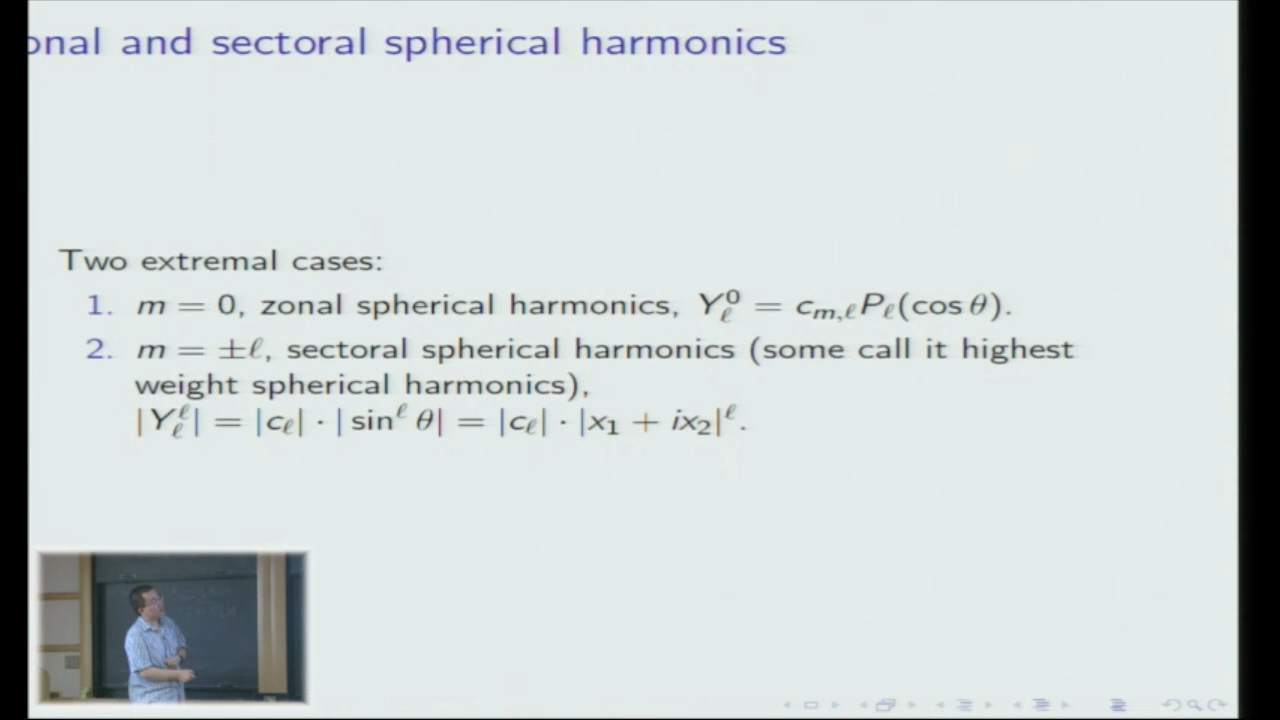 onal and sectoral spherical harmonics
Two extremal cases:
1. m = 0, zonal spherical harmonics, Y_ℓ^0 = c_{m,ℓ}P_ℓ(cos θ).
2. m = ±ℓ, sectoral spherical harmonics (some call it highest
weight spherical harmonics),
|Y_ℓ^ℓ| = |c_ℓ| · |sin^ℓ θ| = |c_ℓ| · |x_1 + ix_2|^ℓ.